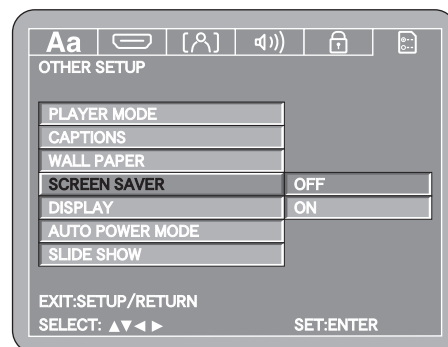 Aa
OTHER SETUP
PLAYER MODE
CAPTIONS
WALL PAPER
SCREEN SAVER OFF
DISPLAY ON
AUTO POWER MODE
SLIDE SHOW
EXIT:SETUP/RETURN
SELECT: ▲▼◄ ► SET:ENTER